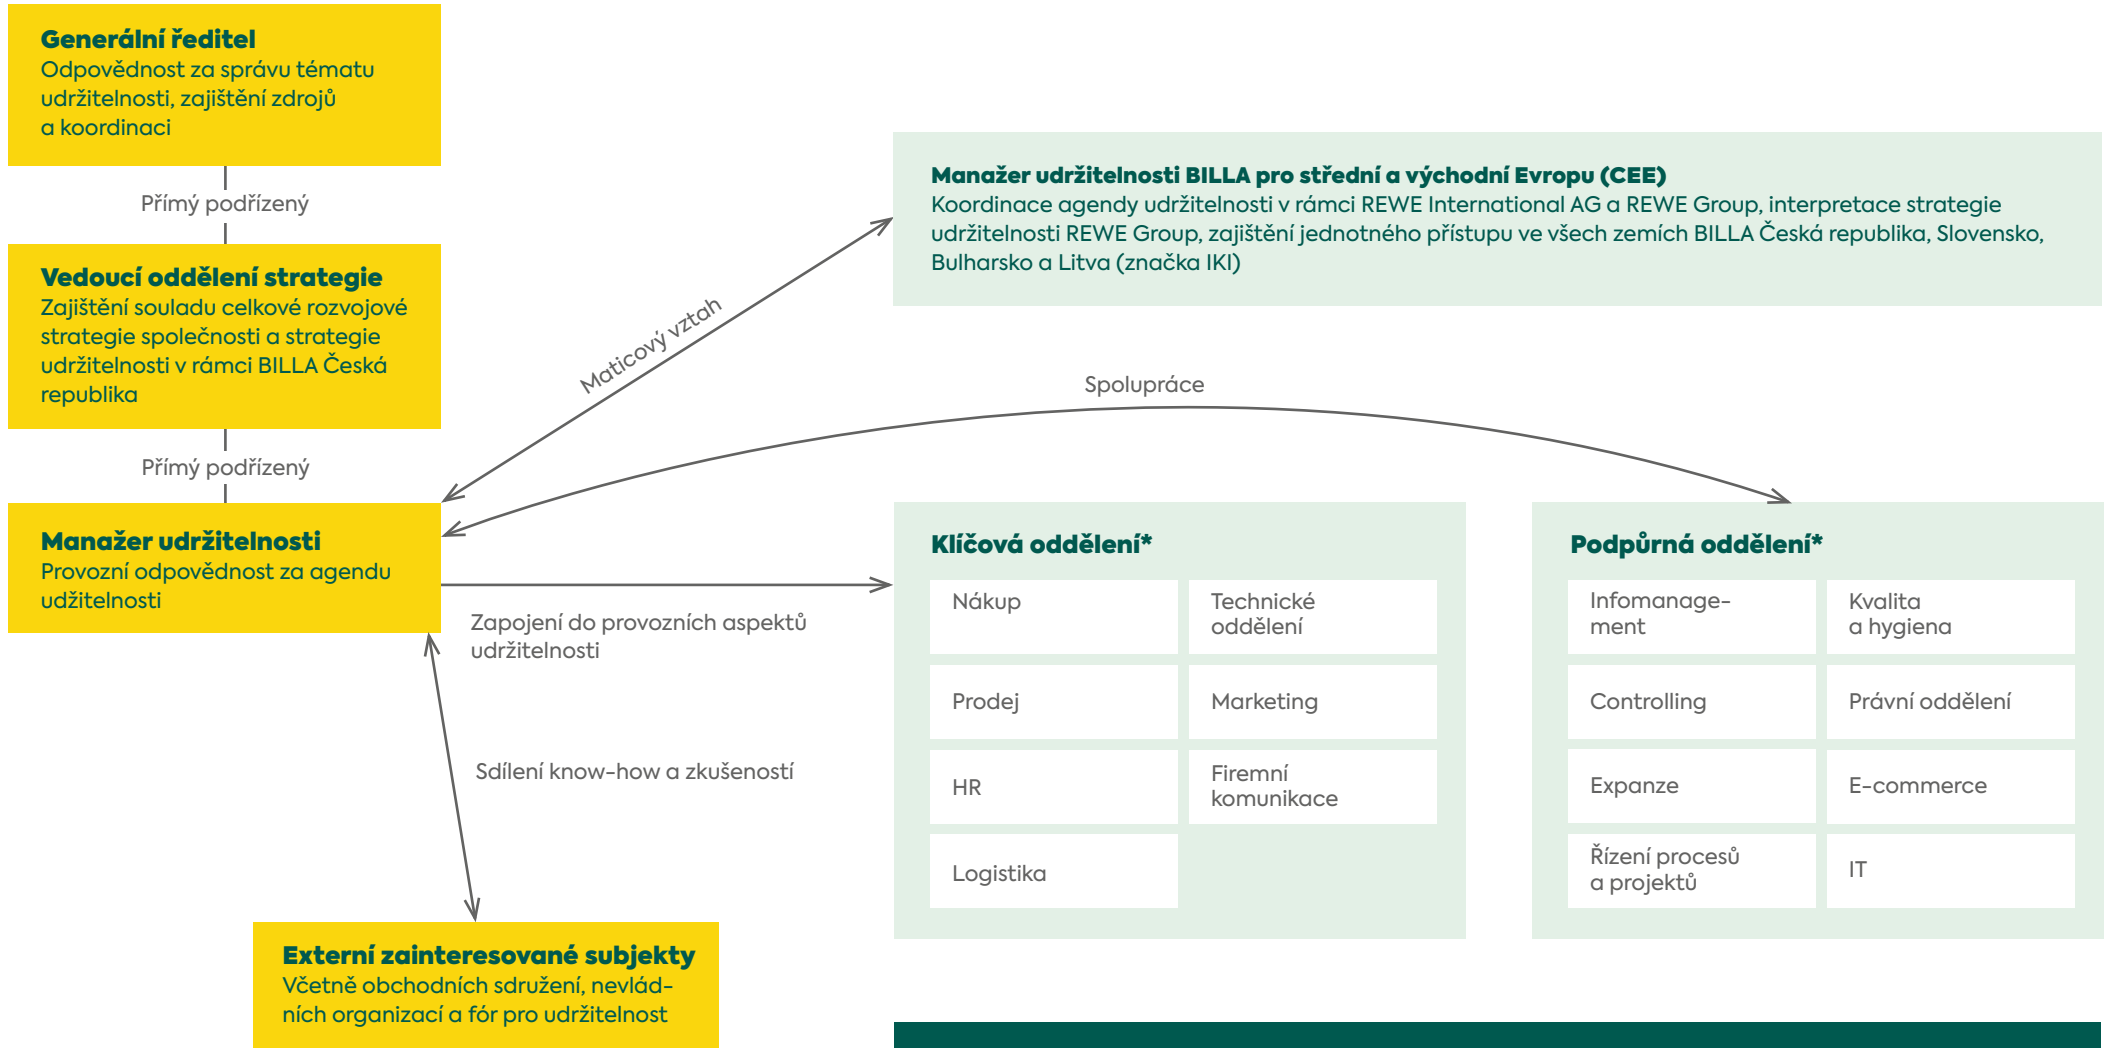 Generální ředitel
Odpovědnost za správu tématu
udržitelnosti, zajištění zdrojů
a koordinaci
Přímý podřízený
Vedoucí oddělení strategie
Zajištění souladu celkové rozvojové
strategie společnosti a strategie
udržitelnosti v rámci BILLA Česká
republika
Přímý podřízený
Manažer udržitelnosti
Provozní odpovědnost za agendu
udžitelnosti
Manažer udržitelnosti BILLA pro střední a východní Evropu (CEE)
Koordinace agendy udržitelnosti v rámci REWE International AG a REWE Group, interpretace strategie
udržitelnosti REWE Group, zajištění jednotného přístupu ve všech zemích BILLA Česká republika, Slovensko,
Bulharsko a Litva (značka IKI)
Maticový vztah
Spolupráce
Zapojení do provozních aspektů
udržitelnosti
Sdílení know-how a zkušeností
Klíčová oddělení*
Nákup
Technické
oddělení
Prodej
Marketing
HR
Firemní
komunikace
Logistika
Podpůrná oddělení*
Infomanage-
ment
Kvalita
a hygiena
Controlling
Právní oddělení
Expanze
E-commerce
Řízení procesů
a projektů
IT
Externí zainteresované subjekty
Včetně obchodních sdružení, nevlád-
ních organizací a fór pro udržitelnost